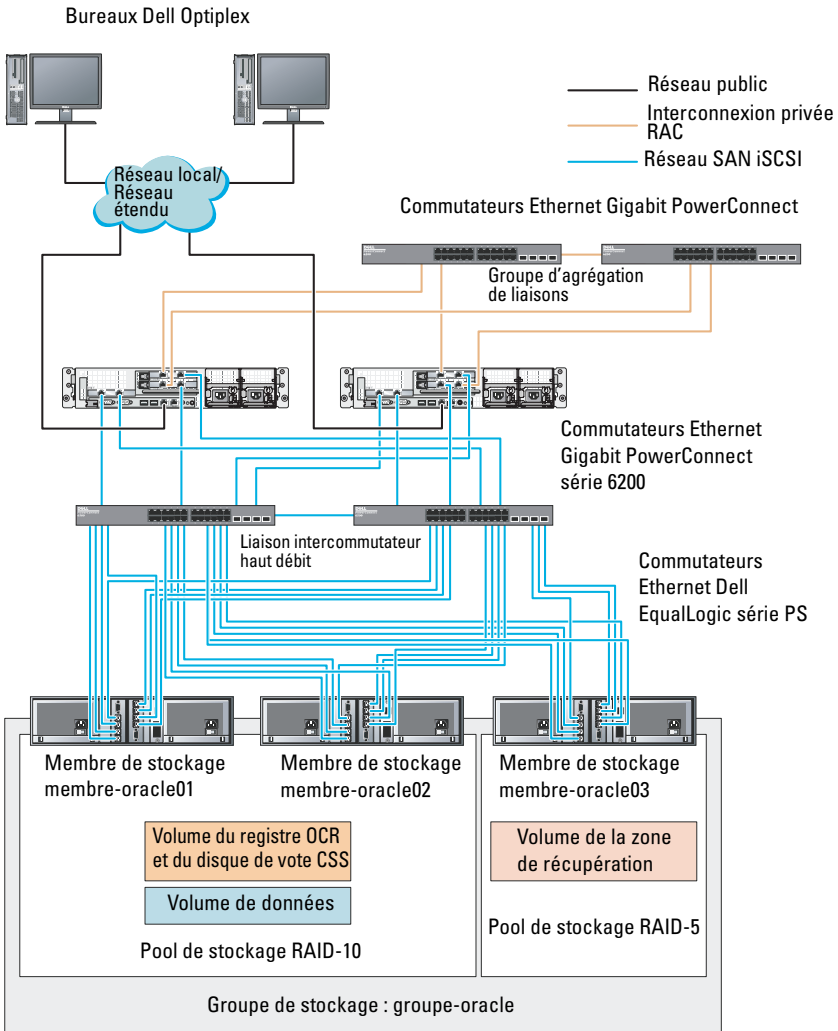 Bureaux Dell Optiplex
Réseau public
Interconnexion privée
RAC
Réseau SAN iSCSI
Réseau local/
Réseau
étendu
Commutateurs Ethernet Gigabit PowerConnect
Groupe d'agrégation
de liaisons
Commutateurs Ethernet
Gigabit PowerConnect
série 6200
Liaison intercommutateur
haut débit
Commutateurs
Ethernet Dell
EqualLogic série PS
Membre de stockage
membre-oracle01
Membre de stockage
membre-oracle02
Membre de stockage
membre-oracle03
Volume du registre OCR
et du disque de vote CSS
Volume de la zone
de récupération
Volume de données
Pool de stockage RAID-5
Pool de stockage RAID-10
Groupe de stockage : groupe-oracle